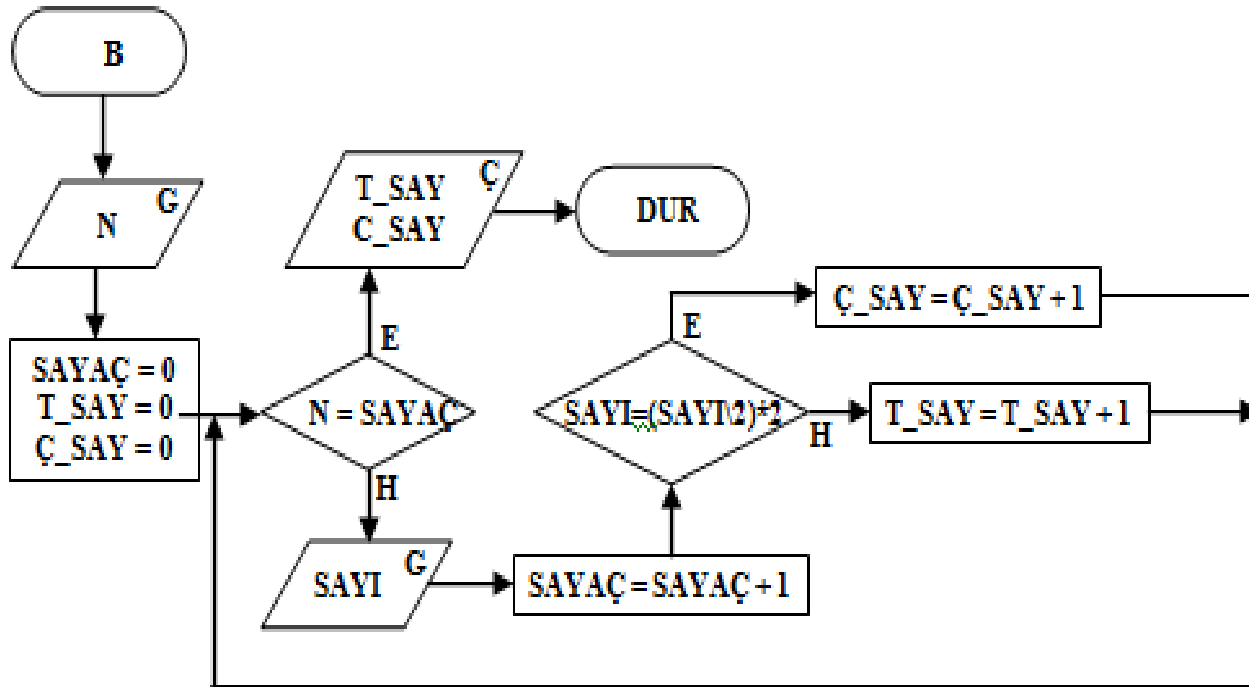 B
G
N
SAYAÇ = 0
T_SAY = 0
Ç_SAY = 0
Ç
T_SAY
C_SAY
DUR
E
N = SAYAÇ
H
G
SAYI
SAYAÇ = SAYAÇ + 1
SAYI=(SAYI\2)*2
E
H
Ç_SAY = Ç_SAY + 1
T_SAY = T_SAY + 1